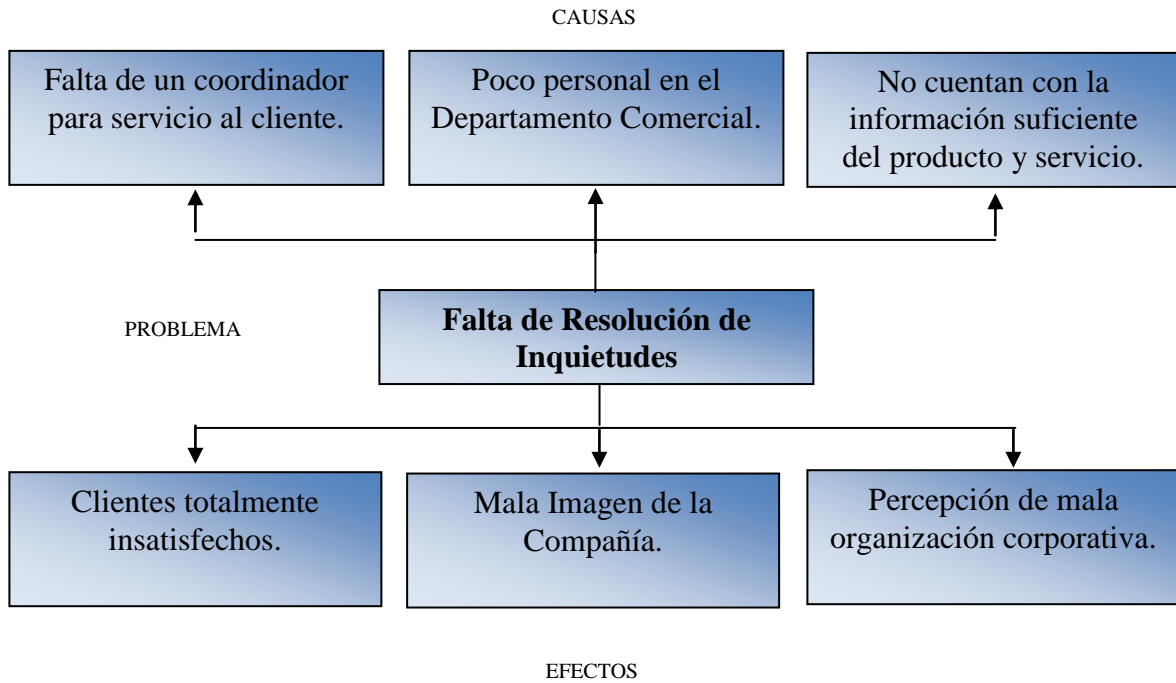 CAUSAS
Falta de un coordinador
para servicio al cliente.
Poco personal en el
Departamento Comercial.
No cuentan con la
información suficiente
del producto y servicio.
PROBLEMA
Falta de Resolución de
Inquietudes
Clientes totalmente
insatisfechos.
Mala Imagen de la
Compañía.
Percepción de mala
organización corporativa.
EFECTOS